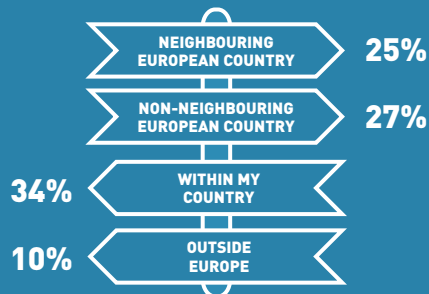 NEIGHBOURING
EUROPEAN COUNTRY
25%
NON-NEIGHBOURING
EUROPEAN COUNTRY
27%
34%
WITHIN MY
COUNTRY
10%
OUTSIDE
EUROPE